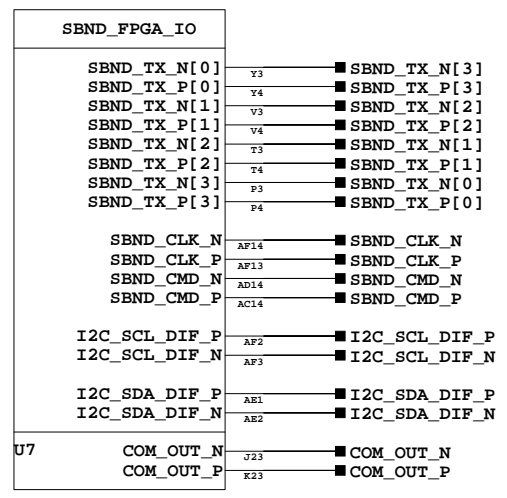 SBND_FPGA_IO
SBND_TX_N[0] Y3 SBND_TX_N[3]
SBND_TX_P[0] Y4 SBND_TX_P[3]
SBND_TX_N[1] V3 SBND_TX_N[2]
SBND_TX_P[1] V4 SBND_TX_P[2]
SBND_TX_N[2] T3 SBND_TX_N[1]
SBND_TX_P[2] T4 SBND_TX_P[1]
SBND_TX_N[3] P3 SBND_TX_N[0]
SBND_TX_P[3] P4 SBND_TX_P[0]
SBND_CLK_N AF14 SBND_CLK_N
SBND_CLK_P AF13 SBND_CLK_P
SBND_CMD_N AD14 SBND_CMD_N
SBND_CMD_P AC14 SBND_CMD_P
I2C_SCL_DIF_P AF2 I2C_SCL_DIF_P
I2C_SCL_DIF_N AF3 I2C_SCL_DIF_N
I2C_SDA_DIF_P AE1 I2C_SDA_DIF_P
I2C_SDA_DIF_N AE2 I2C_SDA_DIF_N
U7 COM_OUT_N J23 COM_OUT_N
COM_OUT_P K23 COM_OUT_P